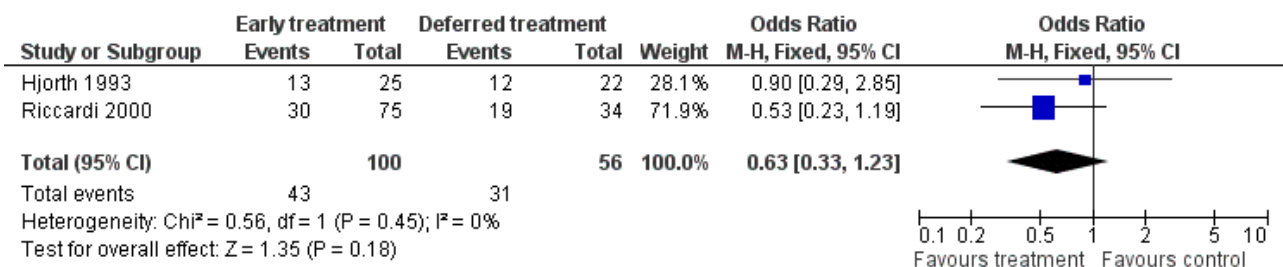 Early treatment Deferred treatment Odds Ratio Odds Ratio
Study or Subgroup Events Total Events Total Weight M-H, Fixed, 95% CI M-H, Fixed, 95% CI
Hjorth 1993 13 25 12 22 28.1% 0.90 [0.29, 2.85]
Riccardi 2000 30 75 19 34 71.9% 0.53 [0.23, 1.19]
Total (95% CI) 100 56 100.0% 0.63 [0.33, 1.23]
Total events 43 31
Heterogeneity: Chi² = 0.56, df = 1 (P = 0.45); I² = 0%
Test for overall effect: Z = 1.35 (P = 0.18)
0.1 0.2 0.5 1 2 5 10
Favours treatment Favours control